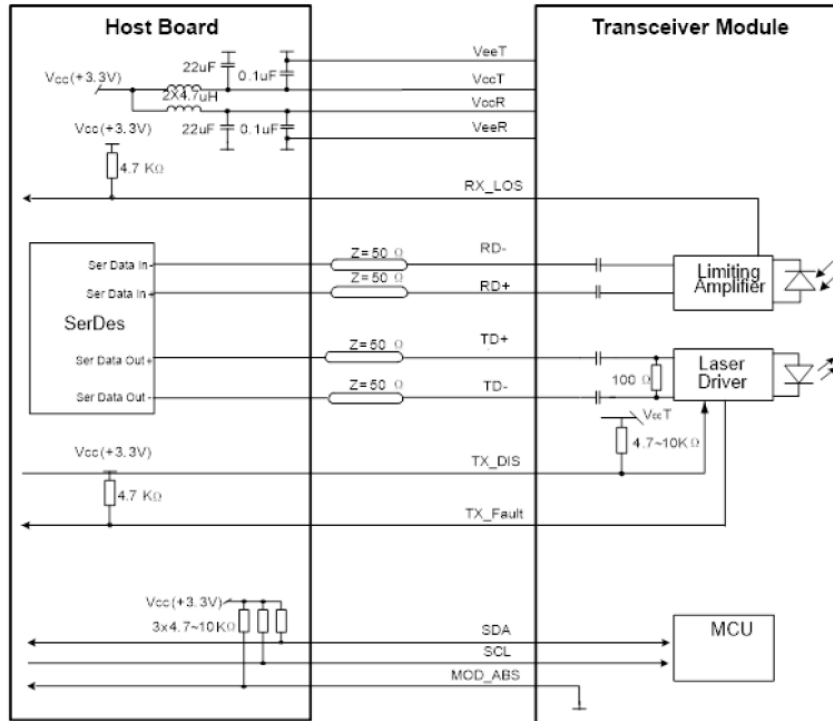 Host Board
Transceiver Module
VeeT
22uF
0.1uF
Vcc(+3.3V)
VccT
2X4.7uH
VccR
Vcc(+3.3V)
22uF
0.1uF
VeeR
4.7 KΩ
RX_LOS
Z= 50 Ω
RD-
Ser Data In -
Limiting
Amplifier
Z= 50 Ω
RD+
Ser Data In +
SerDes
Z= 50 Ω
TD+
Ser Data Out +
Laser
Driver
100 Ω
Z= 50 Ω
TD-
Ser Data Out -
VccT
4.7~10KΩ
Vcc(+3.3V)
TX_DIS
4.7 KΩ
TX_Fault
Vcc(+3.3V)
3x4.7~10KΩ
SDA
MCU
SCL
MOD_ABS